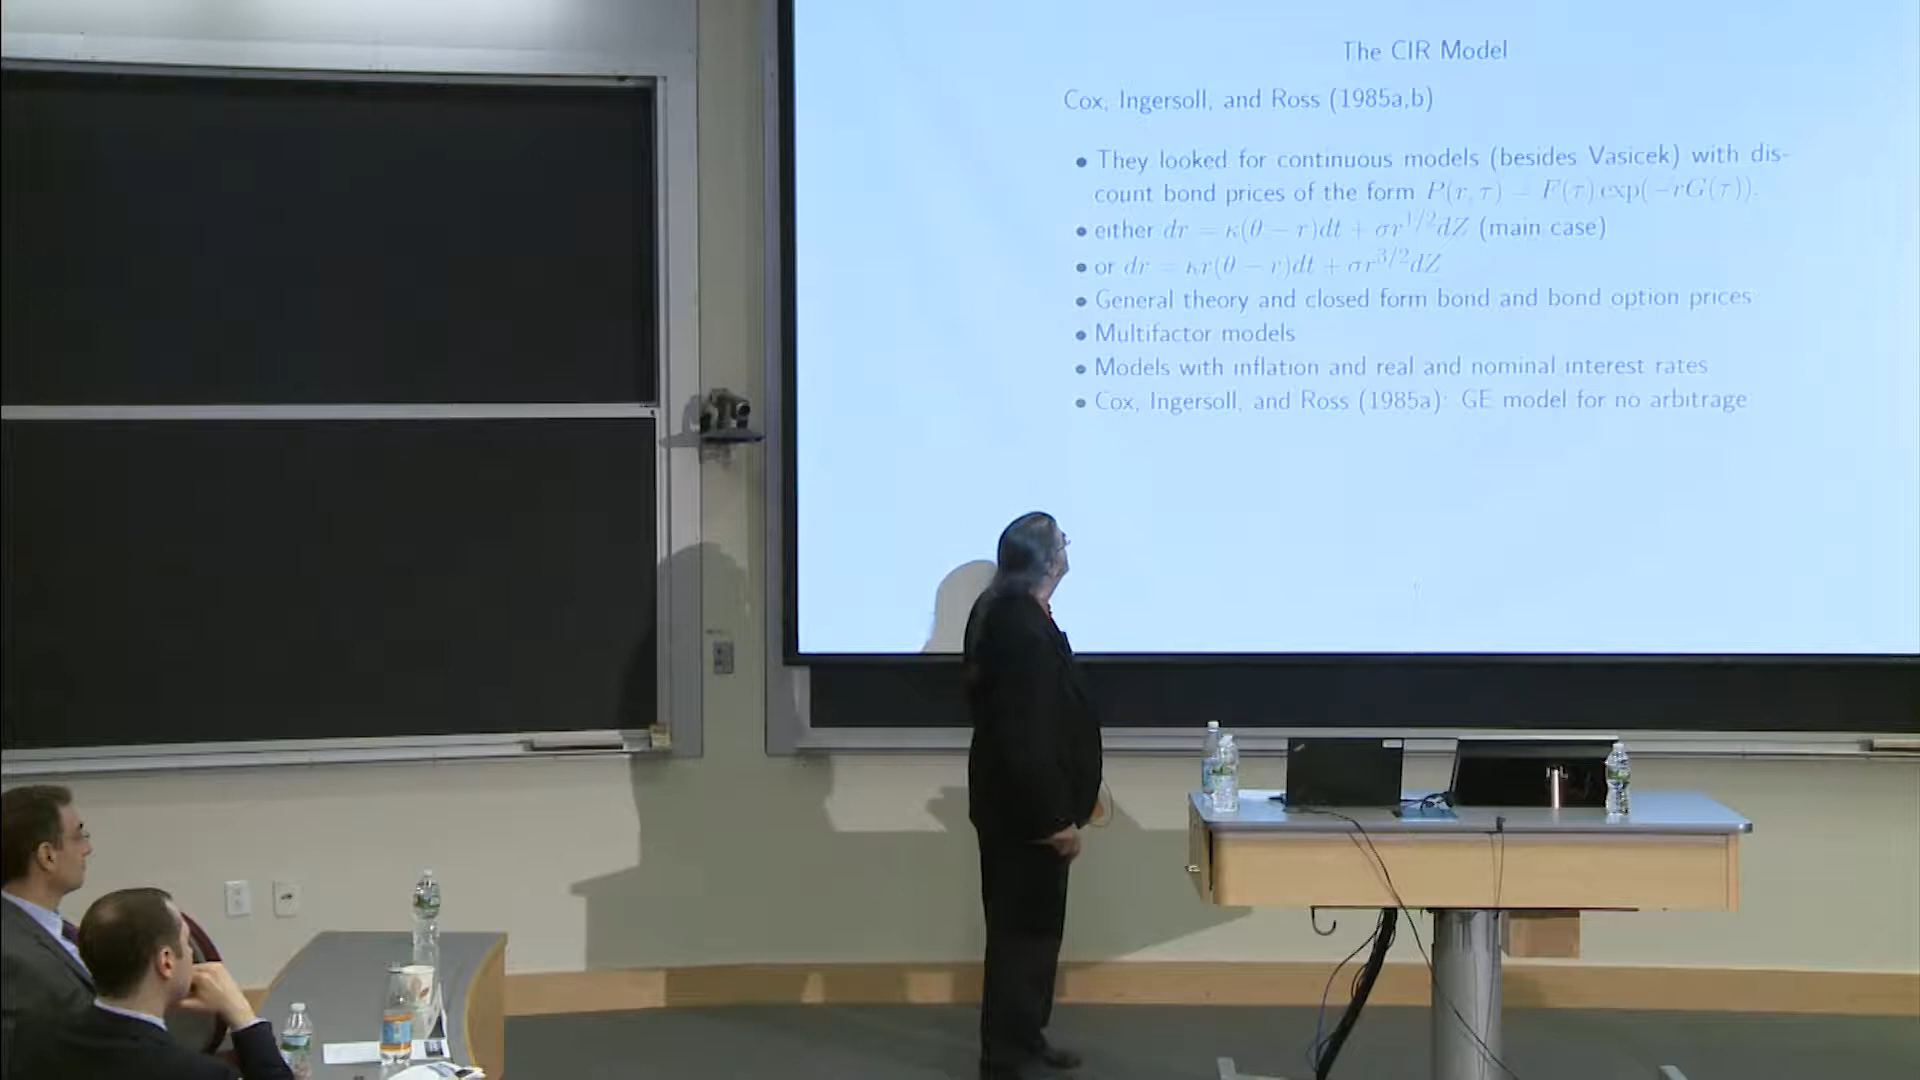 The CIR Model
Cox, Ingersoll, and Ross (1985a,b)
• They looked for continuous models (besides Vasicek) with dis-
count bond prices of the form P(r, τ) = F(τ) exp(−rG(τ)).
• either dr = κ(θ − r)dt + σr^{1/2}dZ (main case)
• or dr = κr(θ − r)dt + σr^{3/2}dZ
• General theory and closed form bond and bond option prices
• Multifactor models
• Models with inflation and real and nominal interest rates
• Cox, Ingersoll, and Ross (1985a): GE model for no arbitrage